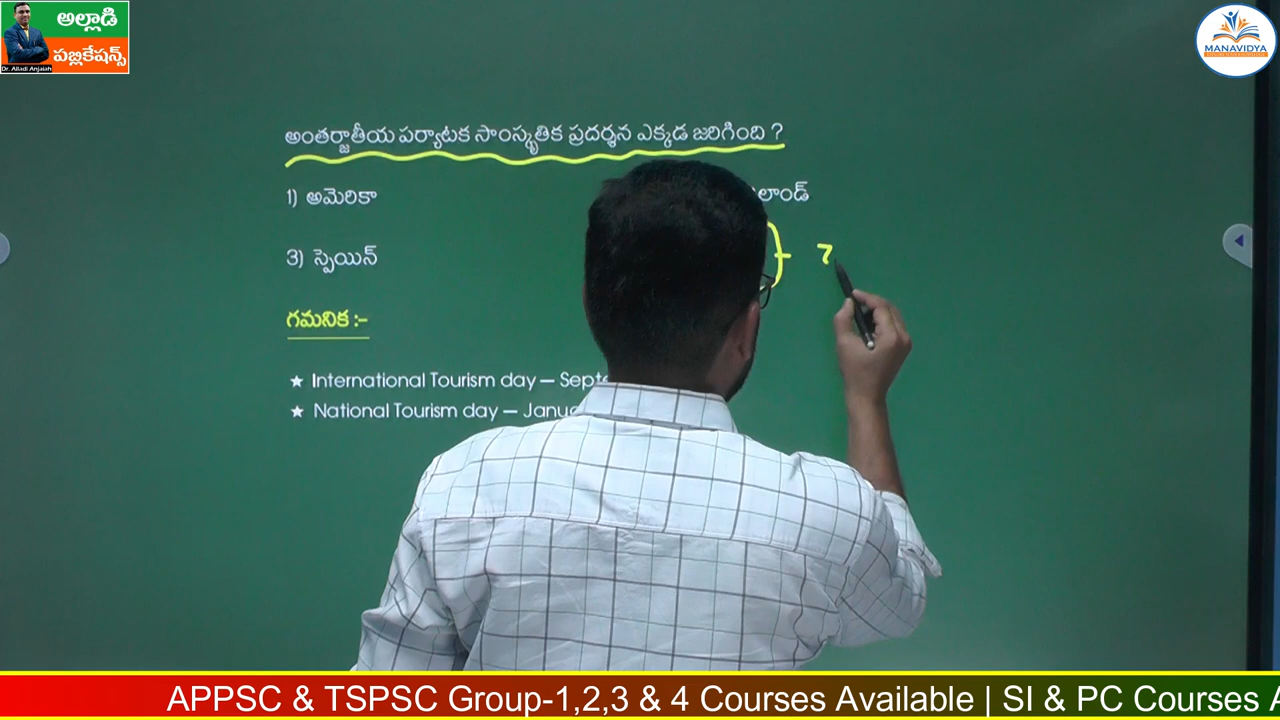 అల్లాడి
పబ్లికేషన్స్
Dr. Alladi Anjaiah
MANAVIDYA
అంతర్జాతీయ పర్యాటక సాంస్కృతిక ప్రదర్శన ఎక్కడ జరిగింది ?
1) అమెరికా
లాండ్
3) స్పెయిన్
7
గమనిక :-
★ International Tourism day – Septe
★ National Tourism day – Janu
APPSC & TSPSC Group-1,2,3 & 4 Courses Available | SI & PC Courses A